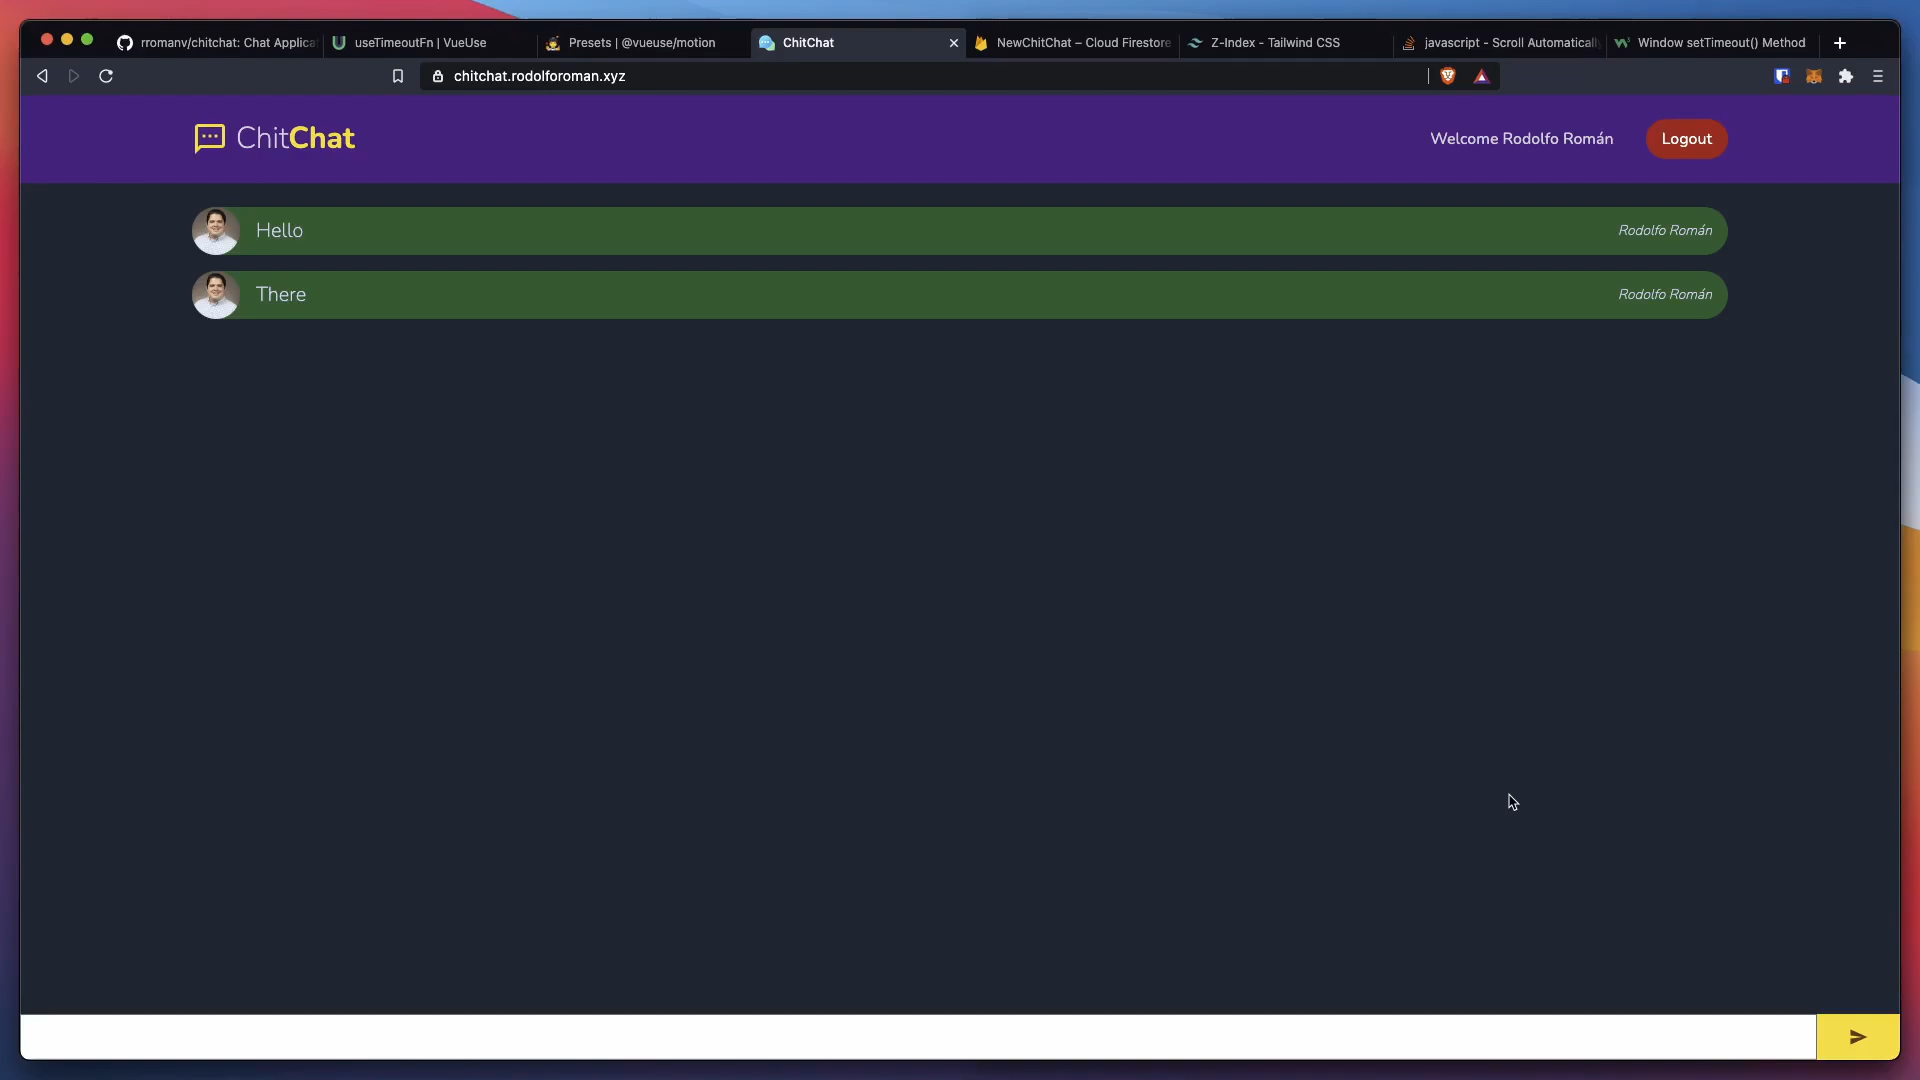 rromanv/chitchat: Chat Applica
useTimeoutFn | VueUse
Presets | @vueuse/motion
ChitChat
NewChitChat – Cloud Firestore
Z-Index - Tailwind CSS
javascript - Scroll Automatically
Window setTimeout() Method
chitchat.rodolforoman.xyz
ChitChat
Welcome Rodolfo Román
Logout
Hello
Rodolfo Román
There
Rodolfo Román